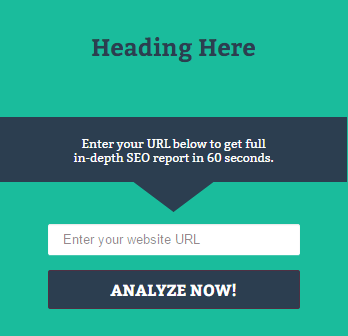 Heading Here
Enter your URL below to get full
in-depth SEO report in 60 seconds.
Enter your website URL
ANALYZE NOW!